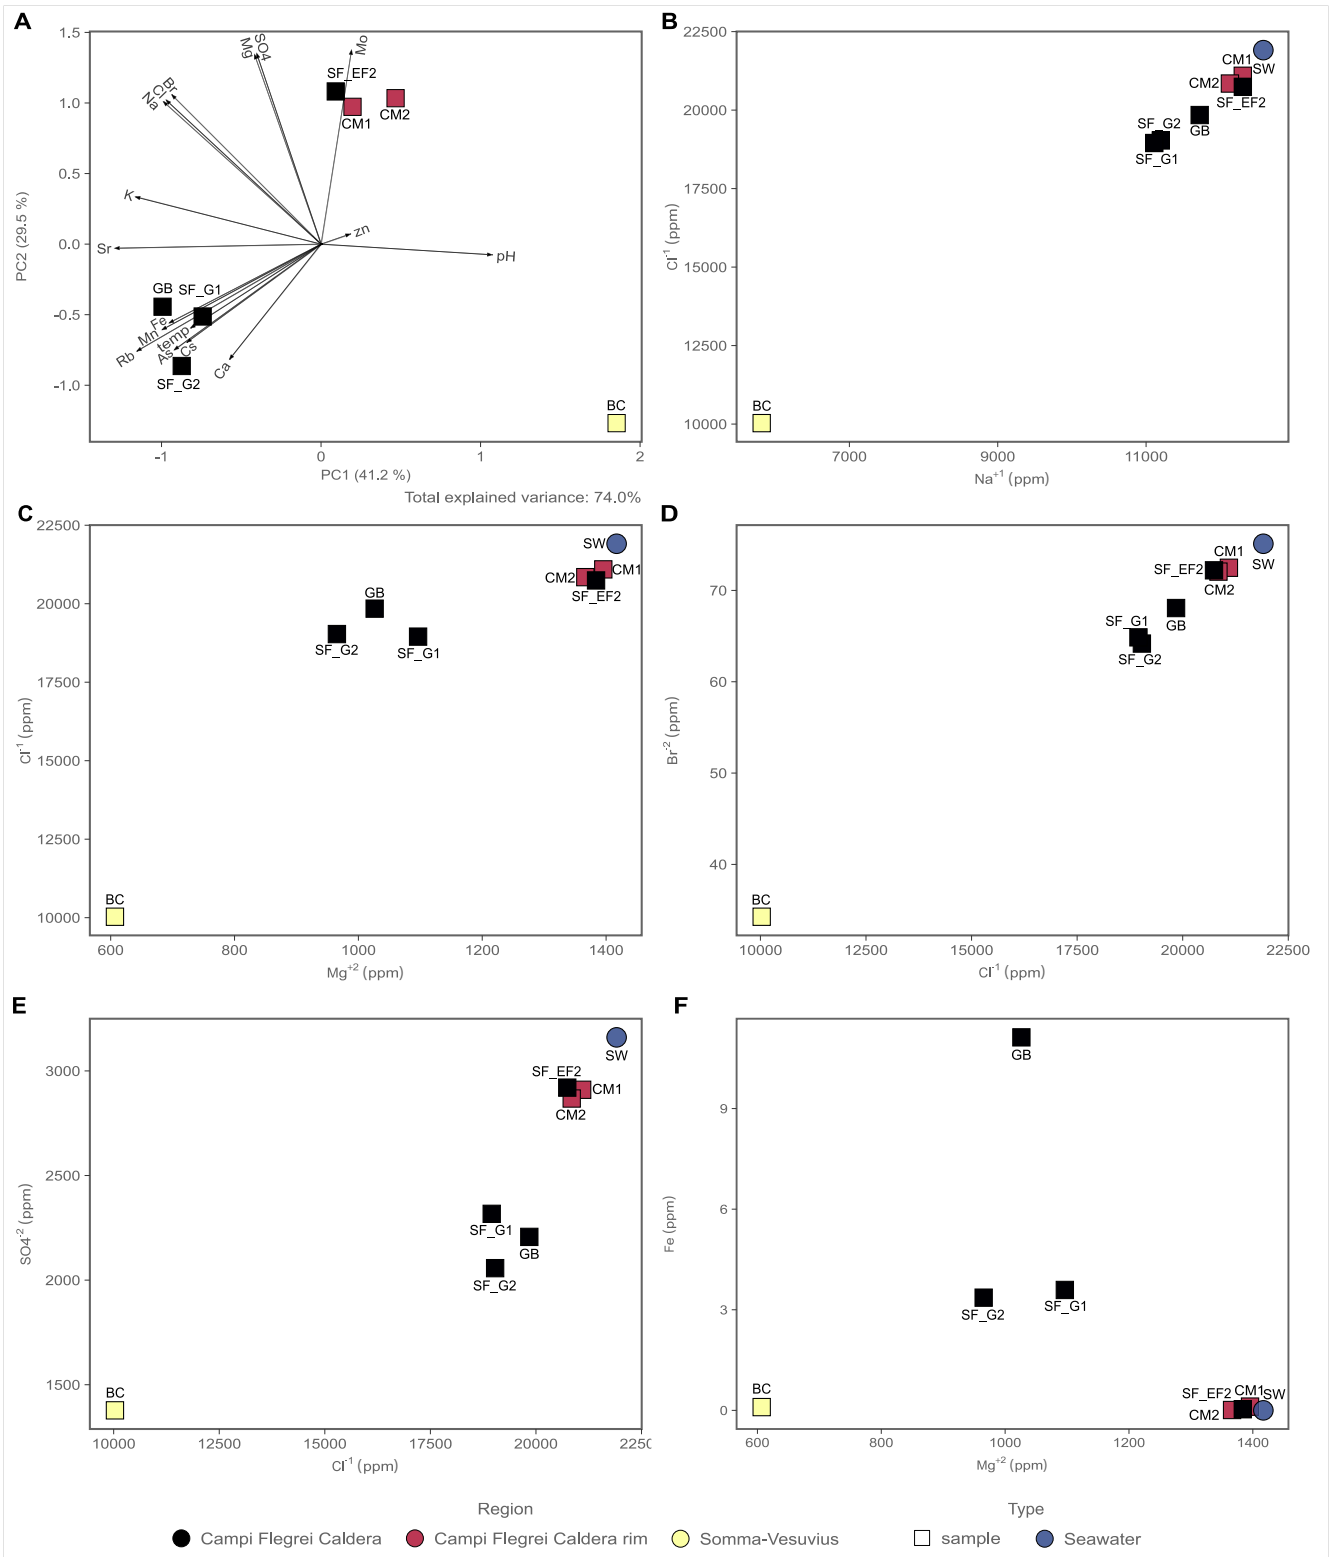 A
1.5
1.0
0.5
0.0
-0.5
-1.0
-1
0
1
2
PC2 (29.5 %)
PC1 (41.2 %)
Total explained variance: 74.0%
Mg
SO4
Mo
Na
Cl
Br
K
Sr
zn
pH
Fe
Mn
Rb
temp
As
Cs
Ca
SF_EF2
CM1
CM2
GB
SF_G1
SF_G2
BC
B
22500
20000
17500
15000
12500
10000
7000
9000
11000
Cl⁻¹ (ppm)
Na⁺¹ (ppm)
CM1
SW
CM2
SF_EF2
GB
SF_G2
SF_G1
BC
C
22500
20000
17500
15000
12500
10000
600
800
1000
1200
1400
Cl⁻¹ (ppm)
Mg⁺² (ppm)
SW
CM2
CM1
SF_EF2
GB
SF_G2
SF_G1
BC
D
70
60
50
40
10000
12500
15000
17500
20000
22500
Br⁻² (ppm)
Cl⁻¹ (ppm)
CM1
SW
SF_EF2
CM2
GB
SF_G1
SF_G2
BC
E
3000
2500
2000
1500
10000
12500
15000
17500
20000
2250
SO4⁻² (ppm)
Cl⁻¹ (ppm)
SW
SF_EF2
CM1
CM2
SF_G1
GB
SF_G2
BC
F
9
6
3
0
600
800
1000
1200
1400
Fe (ppm)
Mg⁺² (ppm)
GB
SF_G2
SF_G1
BC
SF_EF2
CM1
SW
CM2
Region
Type
Campi Flegrei Caldera
Campi Flegrei Caldera rim
Somma-Vesuvius
sample
Seawater